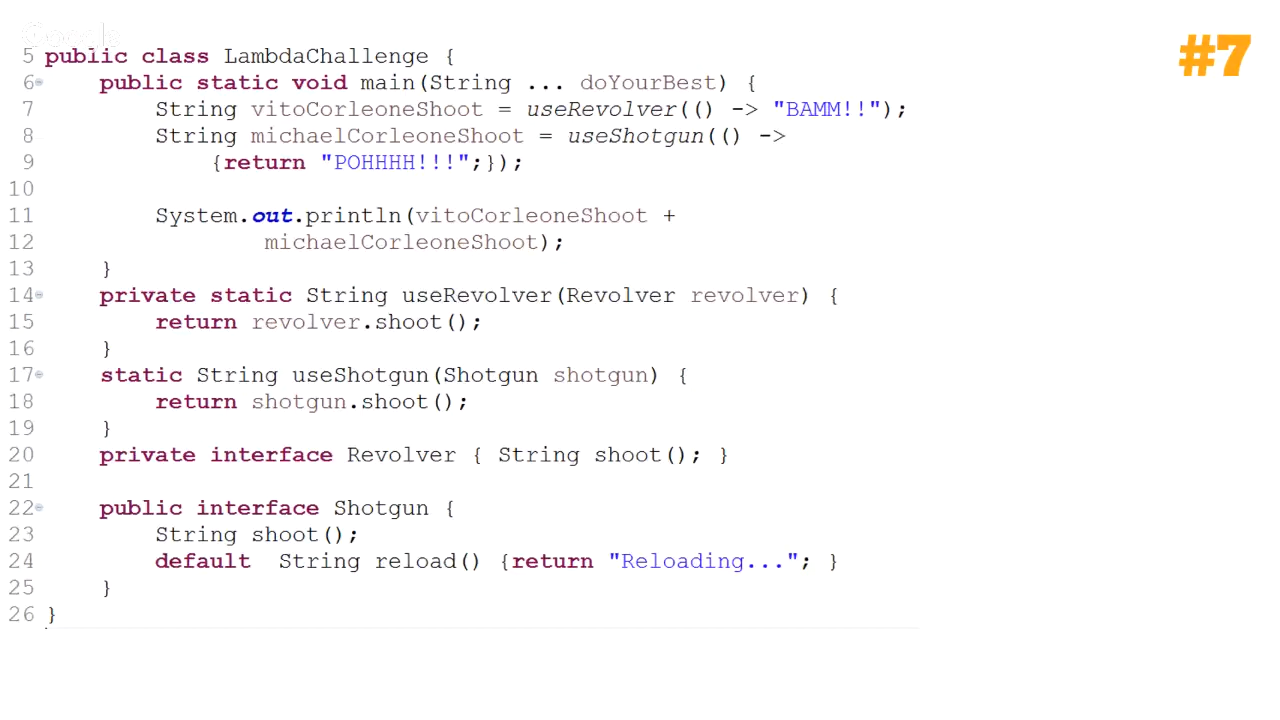 #7
5 public class LambdaChallenge {
6 public static void main(String ... doYourBest) {
7 String vitoCorleoneShoot = useRevolver(() -> "BAMM!!");
8 String michaelCorleoneShoot = useShotgun(() ->
9 {return "POHHHH!!!";});
10
11 System.out.println(vitoCorleoneShoot +
12 michaelCorleoneShoot);
13 }
14 private static String useRevolver(Revolver revolver) {
15 return revolver.shoot();
16 }
17 static String useShotgun(Shotgun shotgun) {
18 return shotgun.shoot();
19 }
20 private interface Revolver { String shoot(); }
21
22 public interface Shotgun {
23 String shoot();
24 default  String reload() {return "Reloading..."; }
25 }
26 }